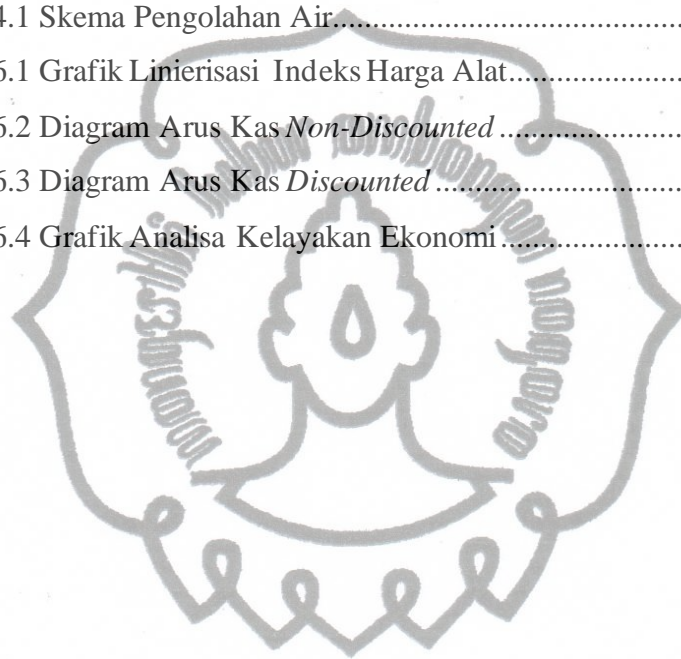 4.1 Skema Pengolahan Air....................................................
6.1 Grafik Linierisasi Indeks Harga Alat...........................
6.2 Diagram Arus Kas Non-Discounted ............................
6.3 Diagram Arus Kas Discounted ......................................
6.4 Grafik Analisa Kelayakan Ekonomi............................